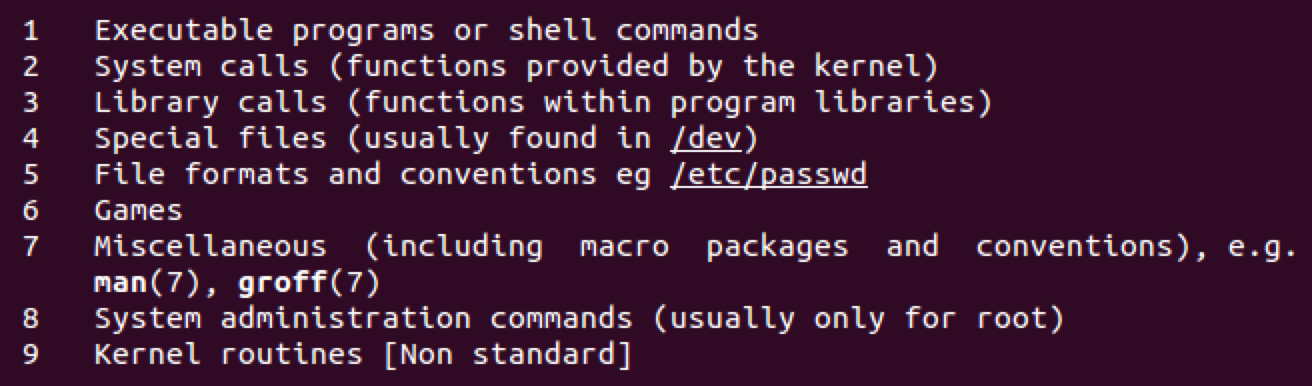 1 Executable programs or shell commands
2 System calls (functions provided by the kernel)
3 Library calls (functions within program libraries)
4 Special files (usually found in /dev)
5 File formats and conventions eg /etc/passwd
6 Games
7 Miscellaneous (including macro packages and conventions), e.g.
man(7), groff(7)
8 System administration commands (usually only for root)
9 Kernel routines [Non standard]